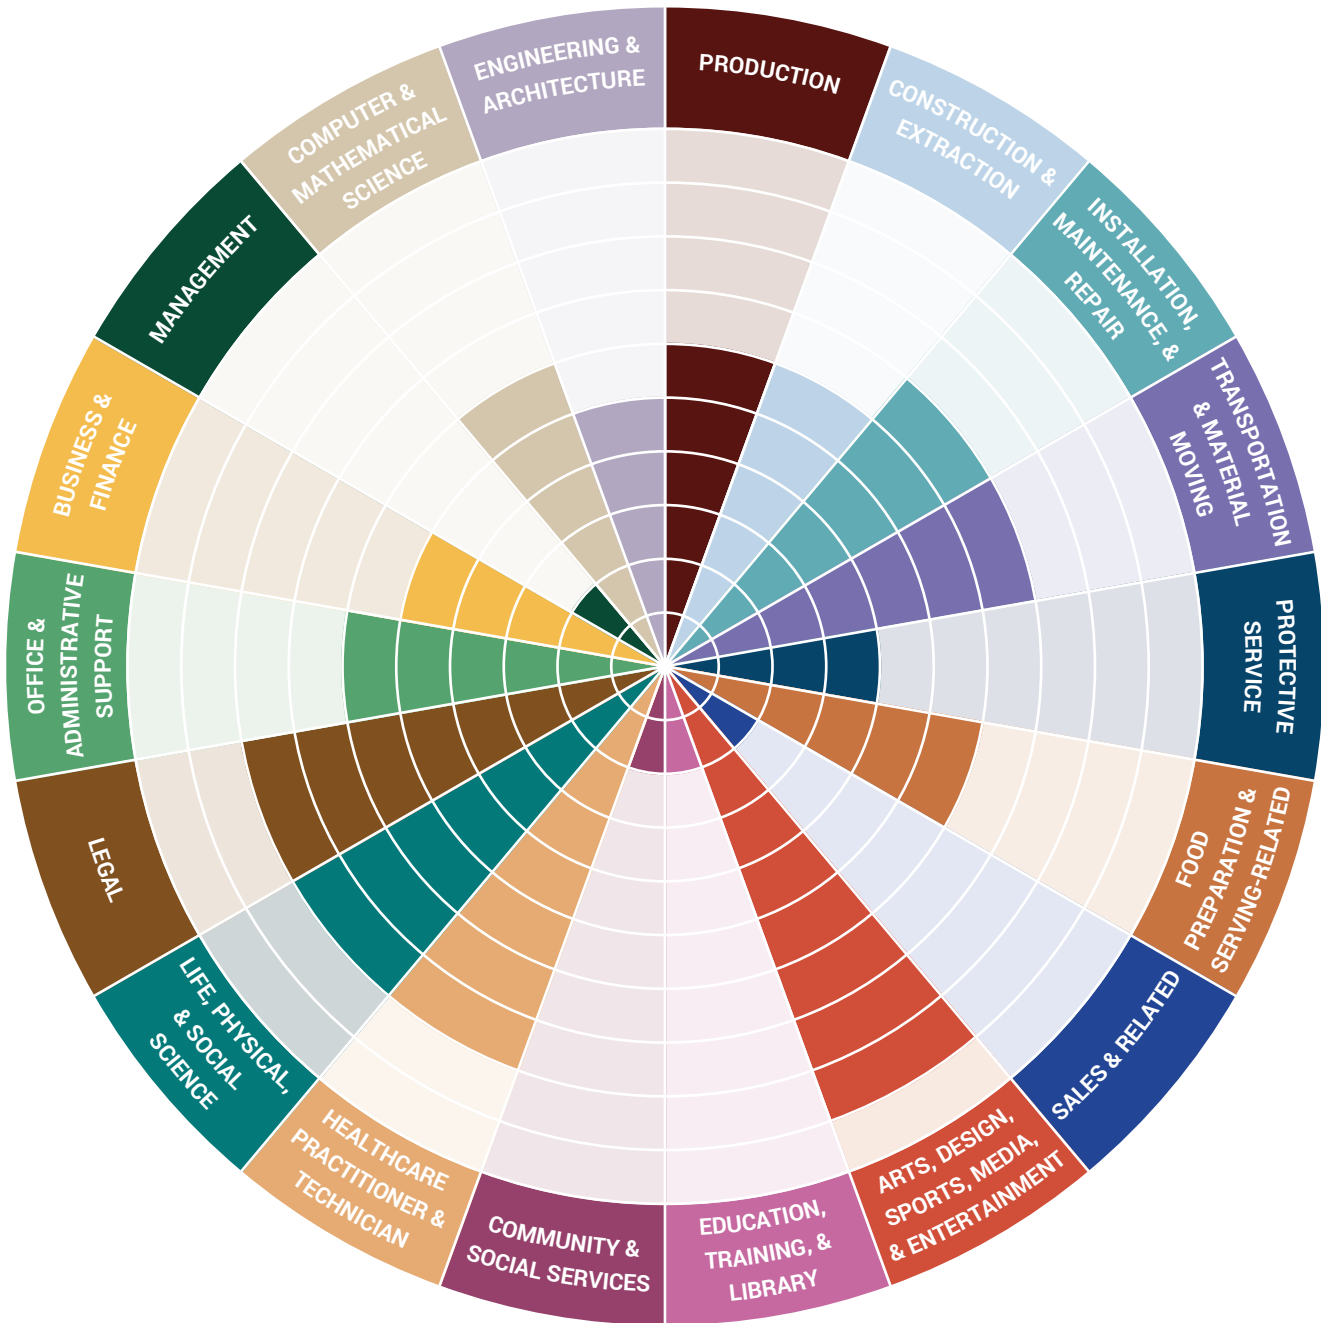 PRODUCTION
CONSTRUCTION &
EXTRACTION
INSTALLATION,
MAINTENANCE, &
REPAIR
TRANSPORTATION
& MATERIAL
MOVING
PROTECTIVE
SERVICE
FOOD
PREPARATION &
SERVING-RELATED
SALES & RELATED
ARTS, DESIGN,
SPORTS, MEDIA,
& ENTERTAINMENT
EDUCATION,
TRAINING, &
LIBRARY
COMMUNITY &
SOCIAL SERVICES
HEALTHCARE
PRACTITIONER &
TECHNICIAN
LIFE, PHYSICAL,
& SOCIAL
SCIENCE
LEGAL
OFFICE &
ADMINISTRATIVE
SUPPORT
BUSINESS &
FINANCE
MANAGEMENT
COMPUTER &
MATHEMATICAL
SCIENCE
ENGINEERING &
ARCHITECTURE